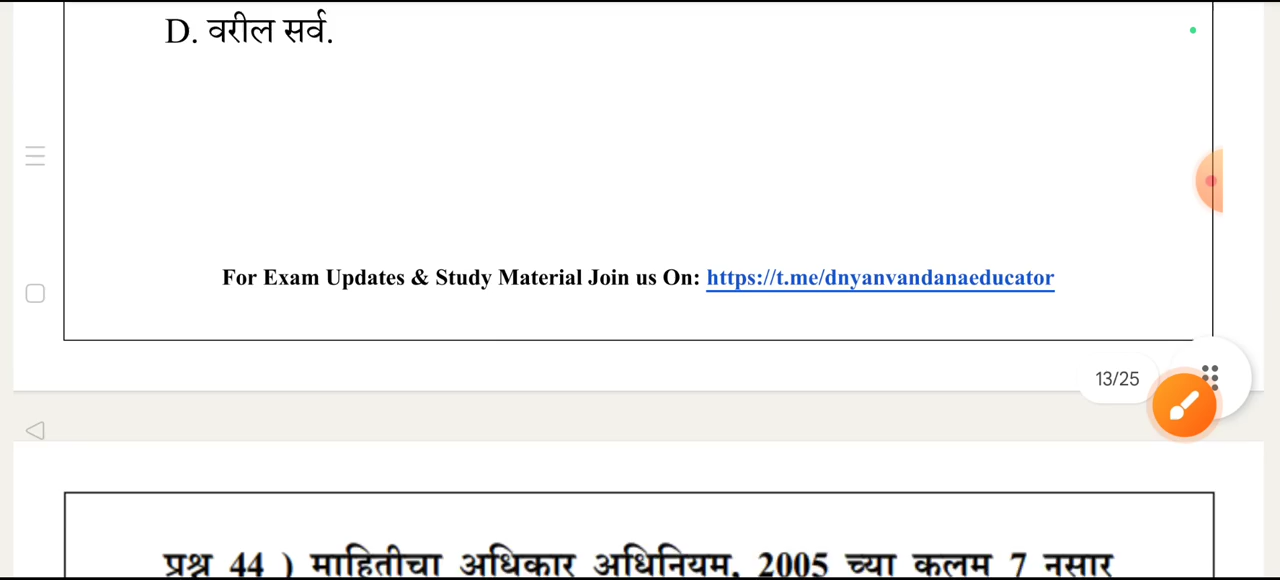 D. वरील सर्व.
For Exam Updates & Study Material Join us On: https://t.me/dnyanvandanaeducator
13/25
प्रश्न 44 ) माहितीचा अधिकार अधिनियम, 2005 च्या कलम 7 नुसार